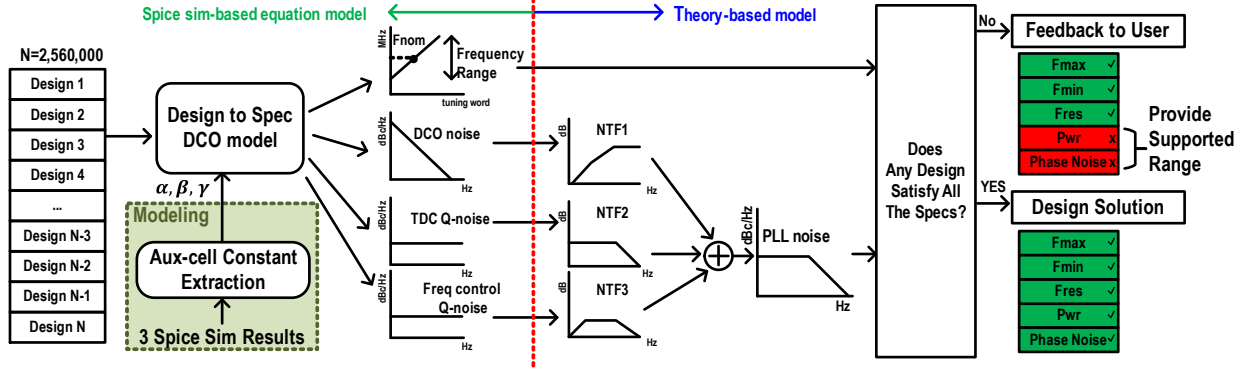 Spice sim-based equation model
Theory-based model
N=2,560,000
Design 1
Design 2
Design 3
Design 4
...
Design N-3
Design N-2
Design N-1
Design N
Design to Spec
DCO model
α, β, γ
Modeling
Aux-cell Constant
Extraction
3 Spice Sim Results
MHz
Fnom
Frequency
Range
tuning word
dBc/Hz
DCO noise
Hz
dBc/Hz
TDC Q-noise
Hz
dBc/Hz
Freq control
Q-noise
Hz
dB
NTF1
Hz
dB
NTF2
Hz
dB
NTF3
Hz
dBc/Hz
PLL noise
Hz
Does
Any Design
Satisfy All
The Specs?
No
Feedback to User
Fmax ✓
Fmin ✓
Fres ✓
Pwr x
Phase Noise x
Provide
Supported
Range
YES
Design Solution
Fmax ✓
Fmin ✓
Fres ✓
Pwr ✓
Phase Noise ✓